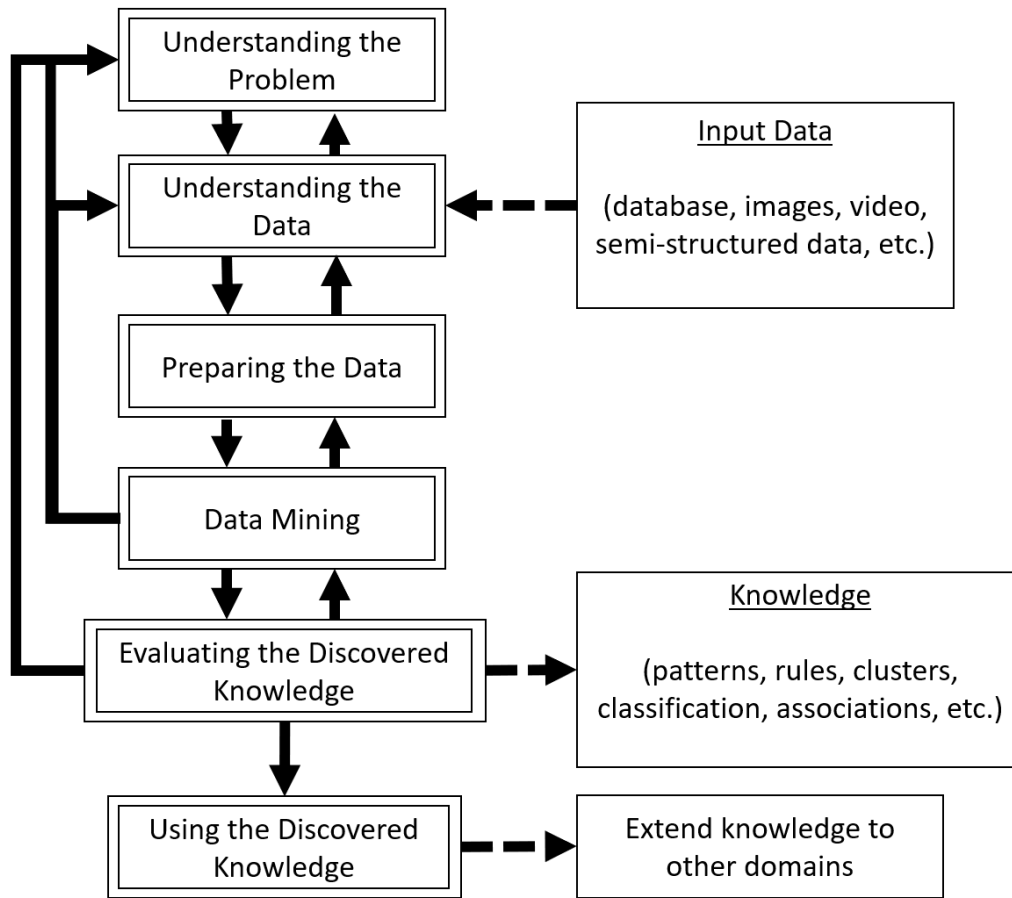 Understanding the
Problem
Understanding the
Data
Input Data
(database, images, video,
semi-structured data, etc.)
Preparing the Data
Data Mining
Evaluating the Discovered
Knowledge
Knowledge
(patterns, rules, clusters,
classification, associations, etc.)
Using the Discovered
Knowledge
Extend knowledge to
other domains